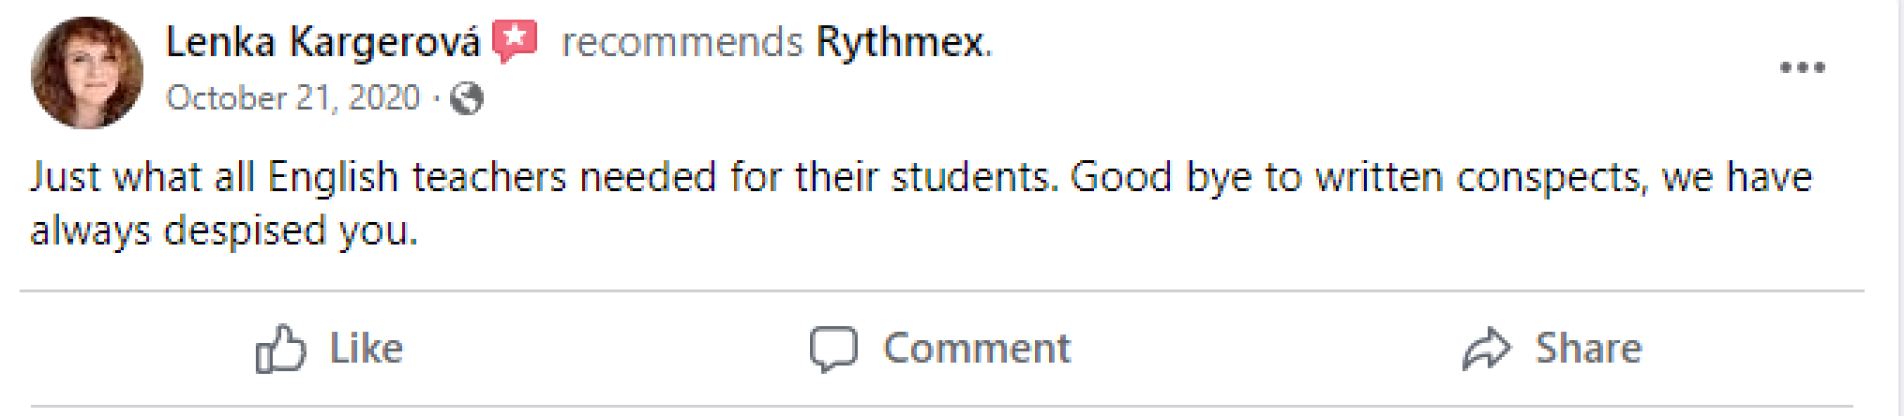 Lenka Kargerová recommends Rythmex.
October 21, 2020 ·
Just what all English teachers needed for their students. Good bye to written conspects, we have
always despised you.
Like Comment Share